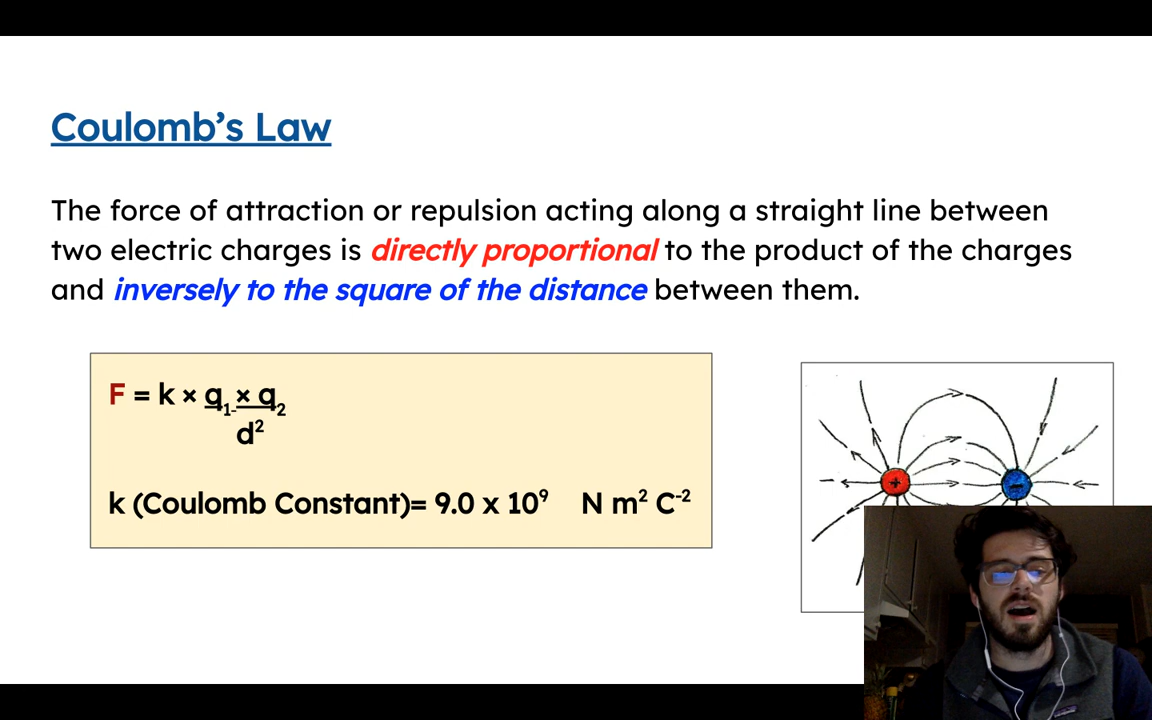 Coulomb’s Law
The force of attraction or repulsion acting along a straight line between
two electric charges is directly proportional to the product of the charges
and inversely to the square of the distance between them.
F = k × q₁ × q₂
d²
k (Coulomb Constant)= 9.0 x 10⁹ N m² C⁻²
+
-